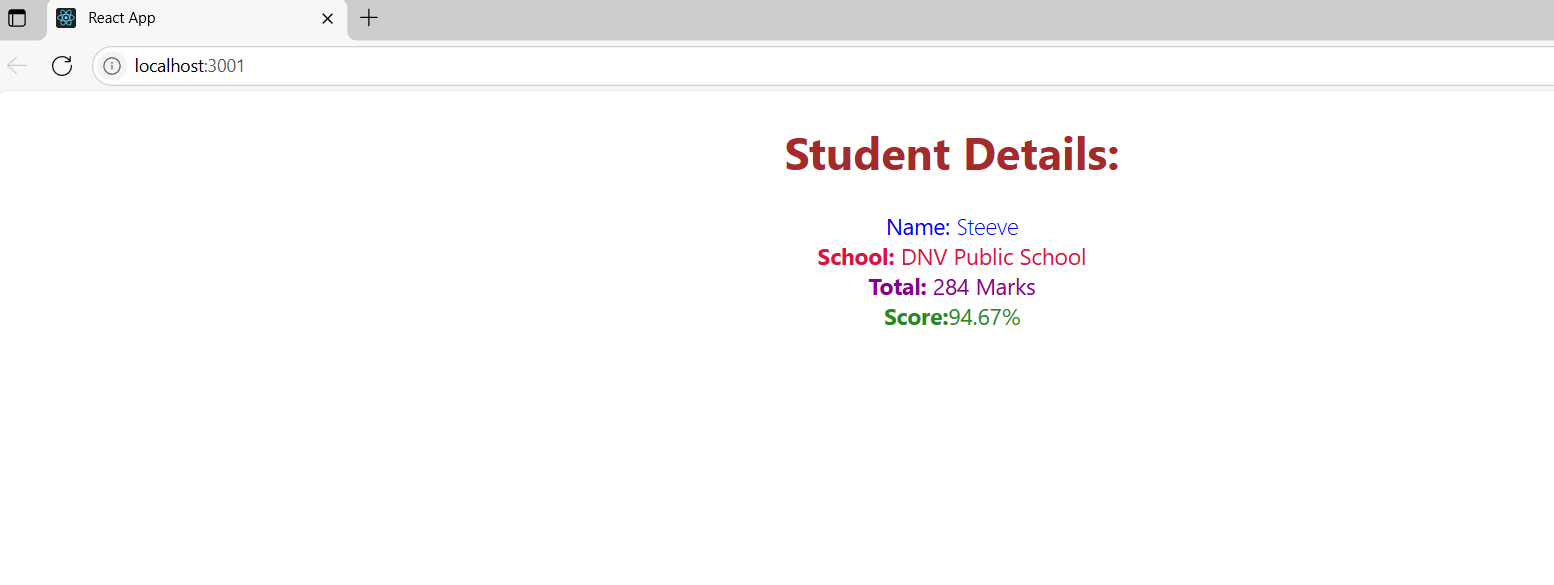 React App
localhost:3001
Student Details:
Name: Steeve
School: DNV Public School
Total: 284 Marks
Score:94.67%